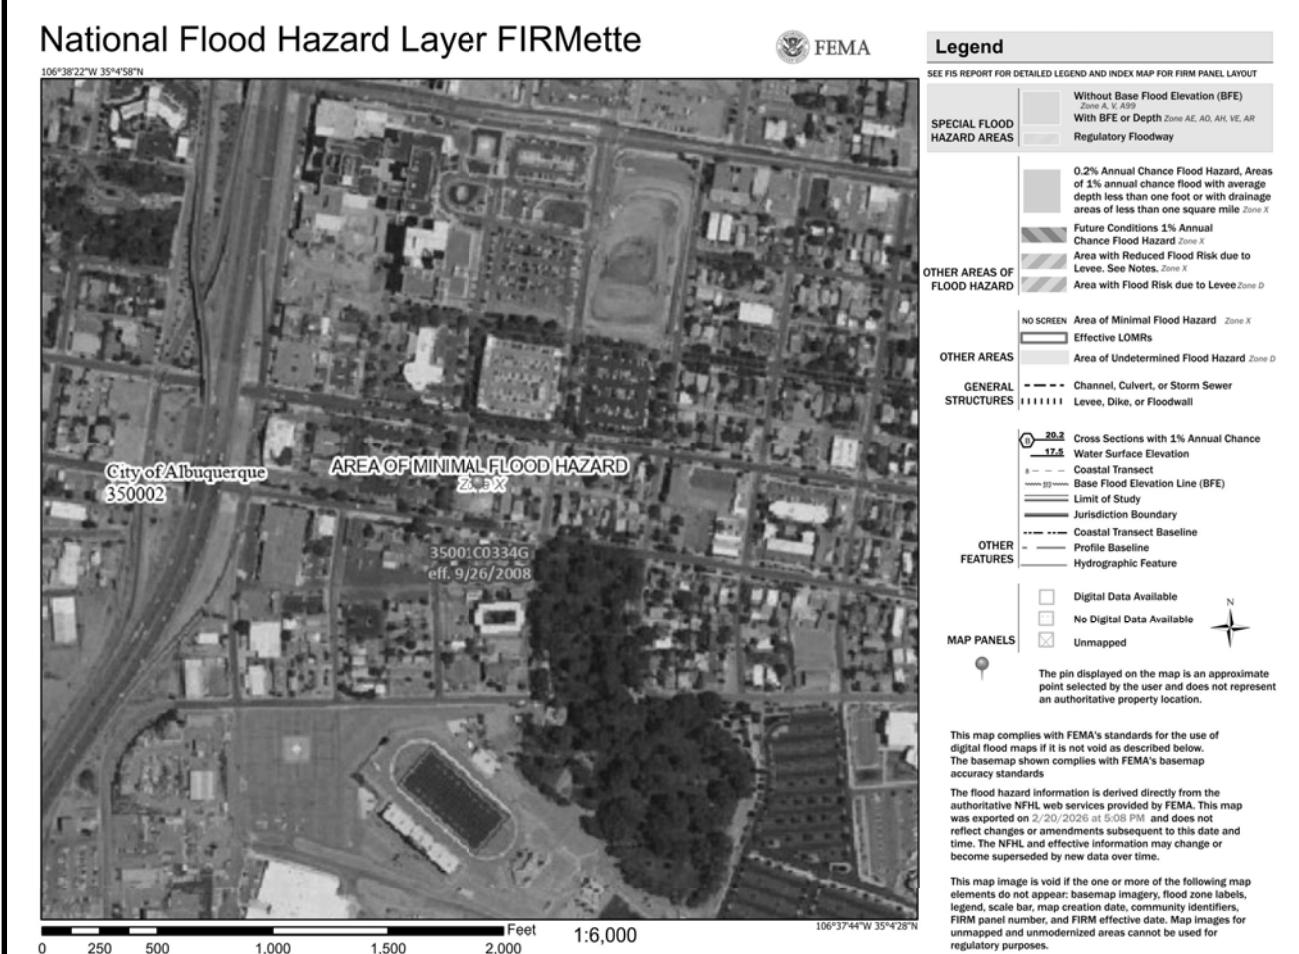 National Flood Hazard Layer FIRMette
FEMA
106°38'22"W 35°4'58"N
City of Albuquerque
350002
AREA OF MINIMAL FLOOD HAZARD
Zone X
35001C0334G
eff. 9/26/2008
106°37'44"W 35°4'28"N
0 250 500 1,000 1,500 2,000
Feet
1:6,000
Legend
SEE FIS REPORT FOR DETAILED LEGEND AND INDEX MAP FOR FIRM PANEL LAYOUT
SPECIAL FLOOD
HAZARD AREAS
Without Base Flood Elevation (BFE)
Zone A, V, A99
With BFE or Depth Zone AE, AO, AH, VE, AR
Regulatory Floodway
OTHER AREAS OF
FLOOD HAZARD
0.2% Annual Chance Flood Hazard, Areas
of 1% annual chance flood with average
depth less than one foot or with drainage
areas of less than one square mile Zone X
Future Conditions 1% Annual
Chance Flood Hazard Zone X
Area with Reduced Flood Risk due to
Levee. See Notes. Zone X
Area with Flood Risk due to Levee Zone D
OTHER AREAS
NO SCREEN Area of Minimal Flood Hazard Zone X
Effective LOMRs
Area of Undetermined Flood Hazard Zone D
GENERAL
STRUCTURES
Channel, Culvert, or Storm Sewer
Levee, Dike, or Floodwall
OTHER
FEATURES
B 20.2 Cross Sections with 1% Annual Chance
17.5 Water Surface Elevation
8 Coastal Transect
513 Base Flood Elevation Line (BFE)
Limit of Study
Jurisdiction Boundary
Coastal Transect Baseline
Profile Baseline
Hydrographic Feature
MAP PANELS
Digital Data Available
No Digital Data Available
Unmapped
N
The pin displayed on the map is an approximate
point selected by the user and does not represent
an authoritative property location.
This map complies with FEMA's standards for the use of
digital flood maps if it is not void as described below.
The basemap shown complies with FEMA's basemap
accuracy standards
The flood hazard information is derived directly from the
authoritative NFHL web services provided by FEMA. This map
was exported on 2/20/2026 at 5:08 PM and does not
reflect changes or amendments subsequent to this date and
time. The NFHL and effective information may change or
become superseded by new data over time.
This map image is void if the one or more of the following map
elements do not appear: basemap imagery, flood zone labels,
legend, scale bar, map creation date, community identifiers,
FIRM panel number, and FIRM effective date. Map images for
unmapped and unmodernized areas cannot be used for
regulatory purposes.